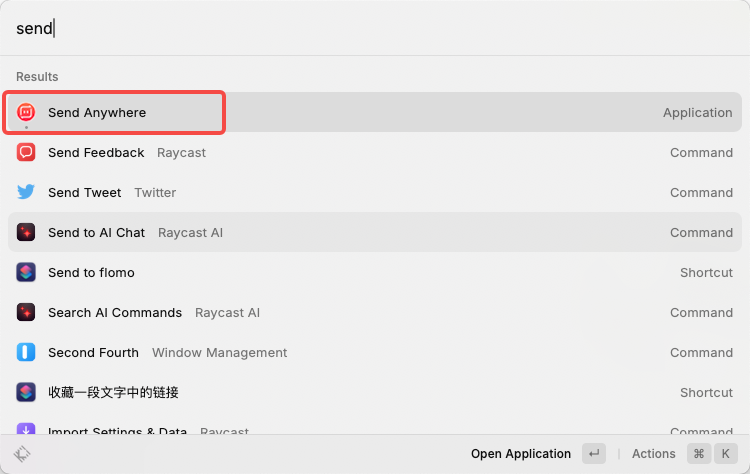 send
Results
Send Anywhere Application
Send Feedback Raycast Command
Send Tweet Twitter Command
Send to AI Chat Raycast AI Command
Send to flomo Shortcut
Search AI Commands Raycast AI Command
Second Fourth Window Management Command
收藏一段文字中的链接 Shortcut
Import Settings & Data Raycast Command
Open Application ↵ Actions ⌘ K